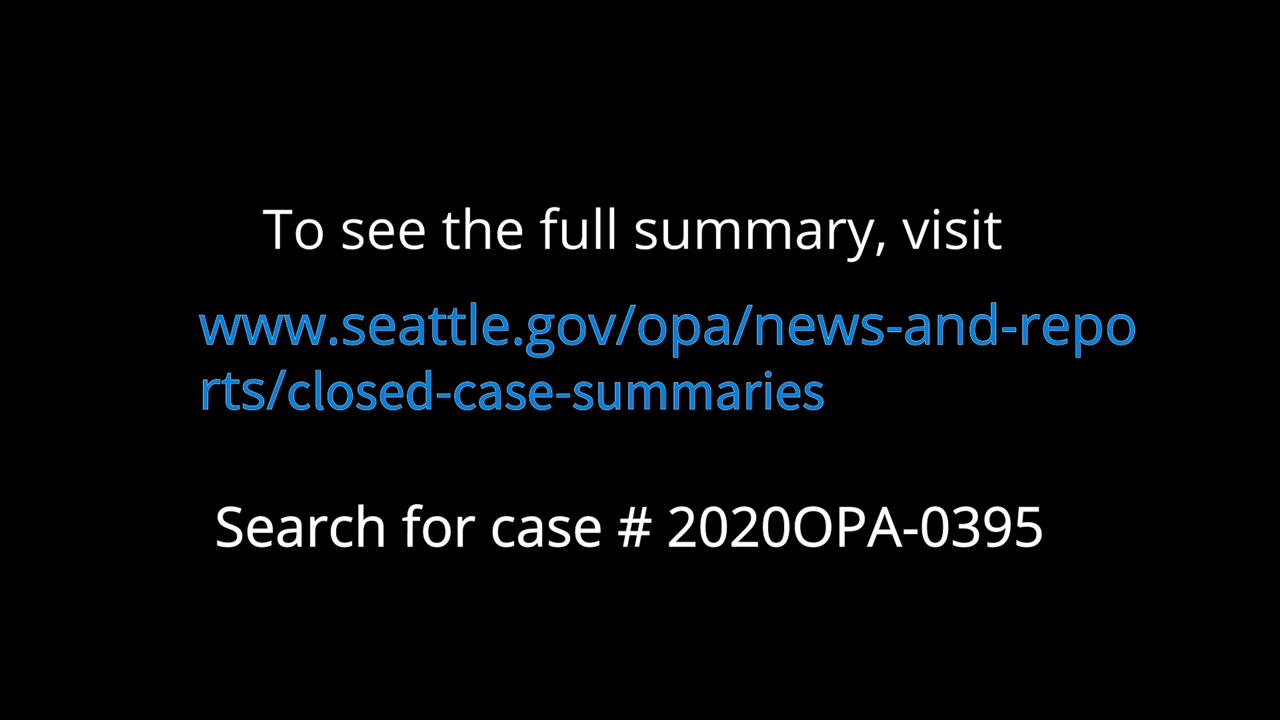 To see the full summary, visit
www.seattle.gov/opa/news-and-repo
rts/closed-case-summaries
Search for case # 2020OPA-0395